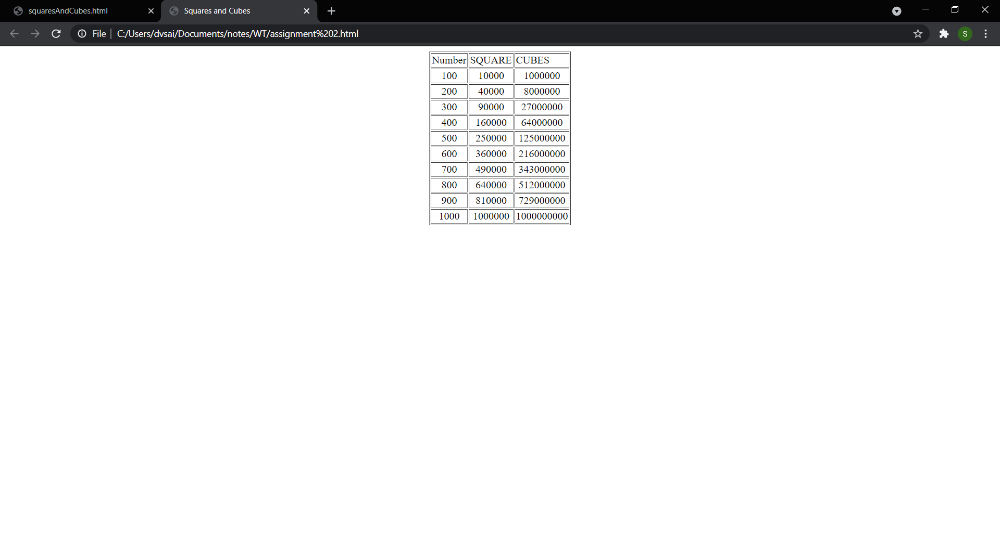 squaresAndCubes.html
Squares and Cubes
File
C:/Users/dvsai/Documents/notes/WT/assignment%202.html
S
Number SQUARE CUBES
100 10000 1000000
200 40000 8000000
300 90000 27000000
400 160000 64000000
500 250000 125000000
600 360000 216000000
700 490000 343000000
800 640000 512000000
900 810000 729000000
1000 1000000 1000000000